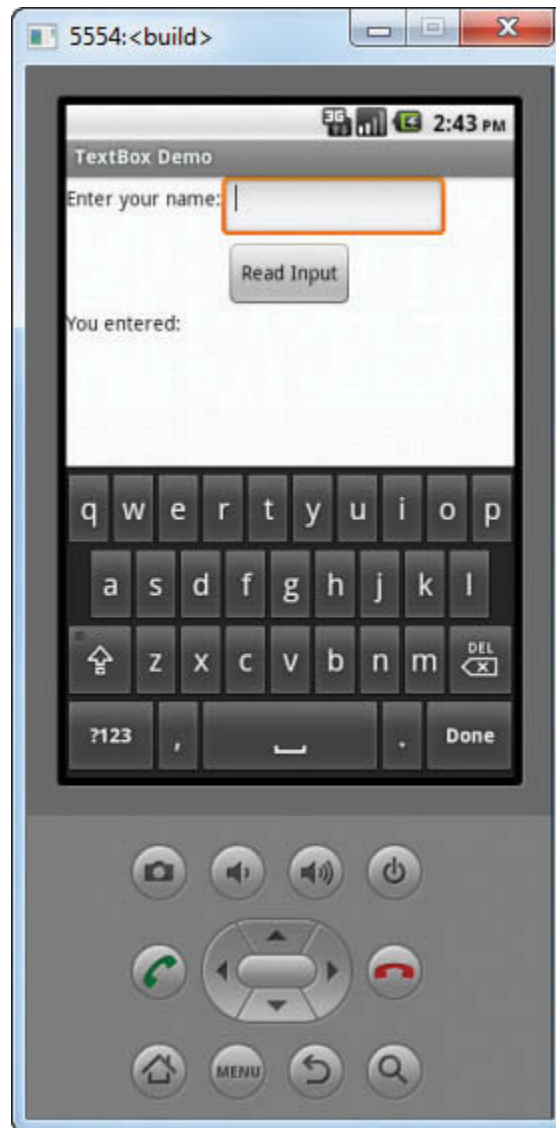 5554:<build>
3G 2:43 PM
TextBox Demo
Enter your name:
Read Input
You entered:
q w e r t y u i o p
a s d f g h j k l
z x c v b n m DEL
?123 , . Done
MENU